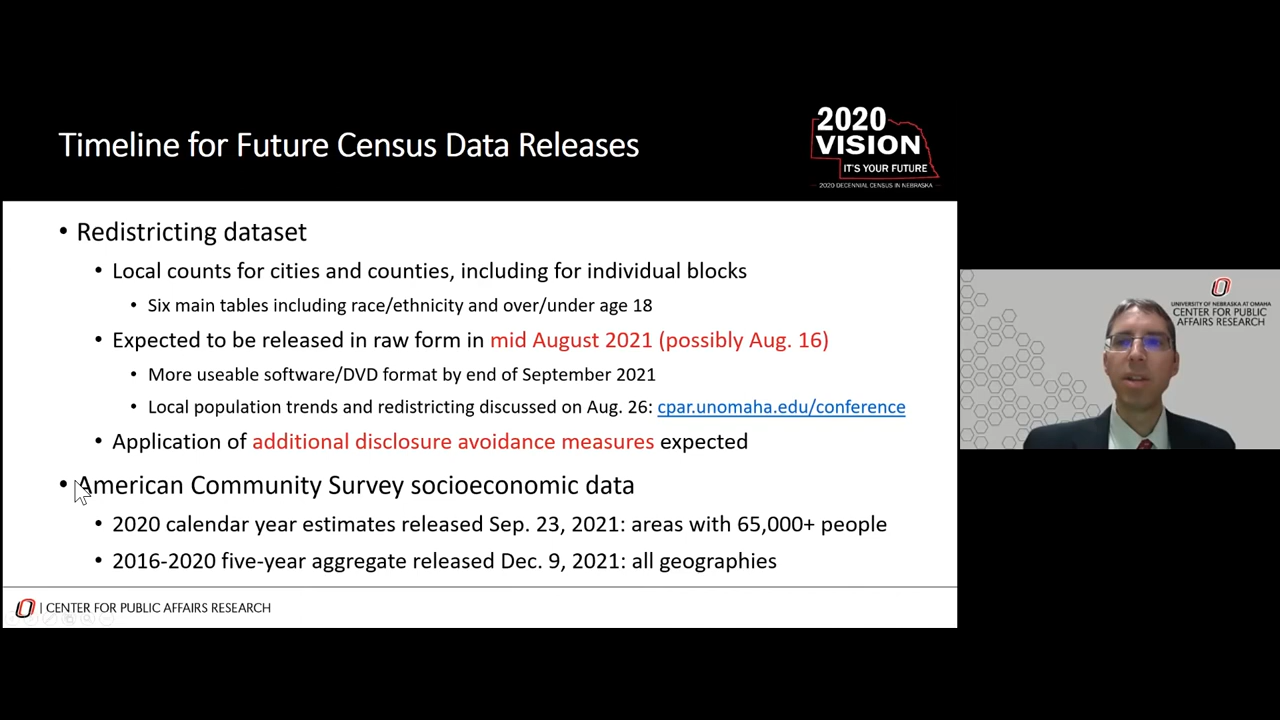 Timeline for Future Census Data Releases
2020
VISION
IT'S YOUR FUTURE
2020 DECENNIAL CENSUS IN NEBRASKA
• Redistricting dataset
• Local counts for cities and counties, including for individual blocks
• Six main tables including race/ethnicity and over/under age 18
• Expected to be released in raw form in mid August 2021 (possibly Aug. 16)
• More useable software/DVD format by end of September 2021
• Local population trends and redistricting discussed on Aug. 26: cpar.unomaha.edu/conference
• Application of additional disclosure avoidance measures expected
• American Community Survey socioeconomic data
• 2020 calendar year estimates released Sep. 23, 2021: areas with 65,000+ people
• 2016-2020 five-year aggregate released Dec. 9, 2021: all geographies
O | CENTER FOR PUBLIC AFFAIRS RESEARCH
O
UNIVERSITY OF NEBRASKA AT OMAHA
CENTER FOR PUBLIC
AFFAIRS RESEARCH